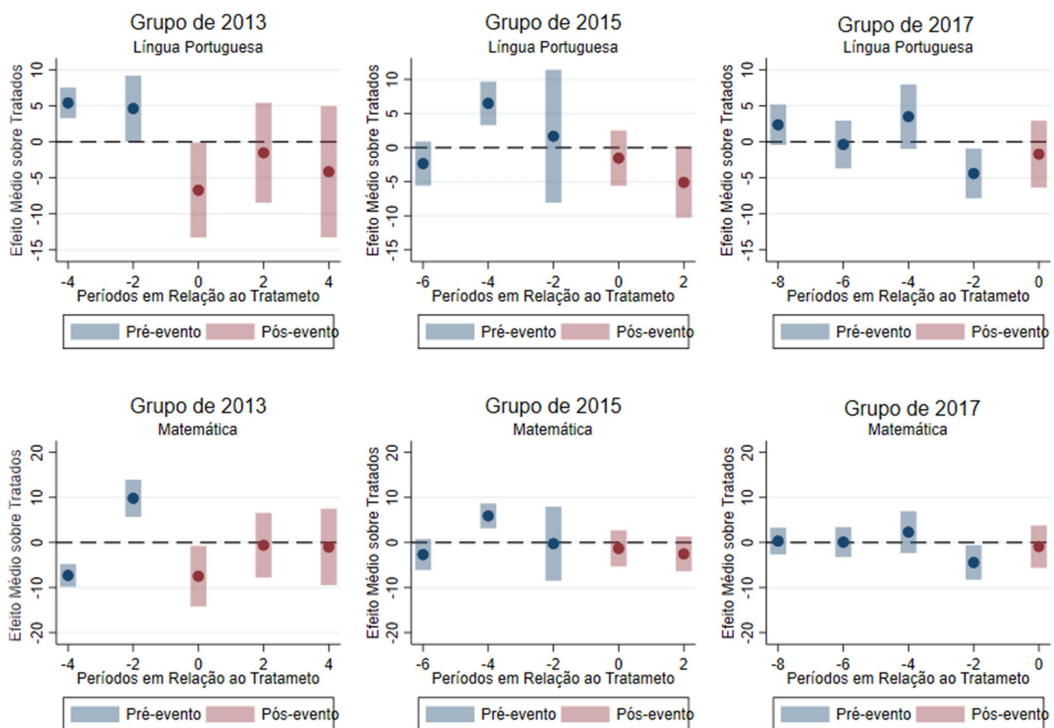 Grupo de 2013
Língua Portuguesa
Efeito Médio sobre Tratados
10
5
0
-5
-10
-15
-4 -2 0 2 4
Períodos em Relação ao Tratameto
Pré-evento Pós-evento
Grupo de 2015
Língua Portuguesa
Efeito Médio sobre Tratados
10
5
0
-5
-10
-15
-6 -4 -2 0 2
Períodos em Relação ao Tratameto
Pré-evento Pós-evento
Grupo de 2017
Língua Portuguesa
Efeito Médio sobre Tratados
10
5
0
-5
-10
-15
-8 -6 -4 -2 0
Períodos em Relação ao Tratameto
Pré-evento Pós-evento
Grupo de 2013
Matemática
Efeito Médio sobre Tratados
20
10
0
-10
-20
-4 -2 0 2 4
Períodos em Relação ao Tratameto
Pré-evento Pós-evento
Grupo de 2015
Matemática
Efeito Médio sobre Tratados
20
10
0
-10
-20
-6 -4 -2 0 2
Períodos em Relação ao Tratameto
Pré-evento Pós-evento
Grupo de 2017
Matemática
Efeito Médio sobre Tratados
20
10
0
-10
-20
-8 -6 -4 -2 0
Períodos em Relação ao Tratameto
Pré-evento Pós-evento